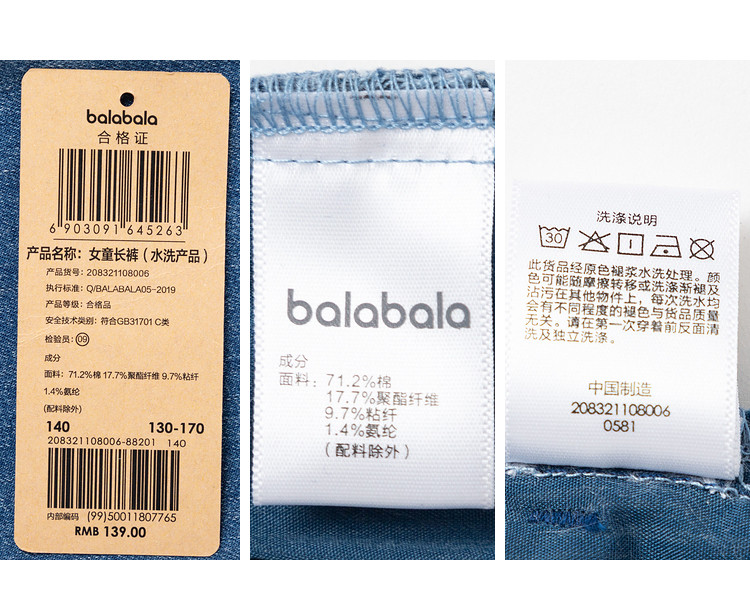 balabala
合格证
6 903091 645263
产品名称：女童长裤（水洗产品）
产品货号：208321108006
执行标准：Q/BALABALA05-2019
产品等级：合格品
安全技术类别：符合GB31701 C类
检验员：09
成分
面料：71.2%棉 17.7%聚酯纤维 9.7%粘纤
1.4%氨纶
(配料除外)
140 130-170
208321108006-88201 140
内部编码 (99)50011807765
RMB 139.00
balabala
成分
面料：71.2%棉
17.7%聚酯纤维
9.7%粘纤
1.4%氨纶
（配料除外）
洗涤说明
30
此货品经原色褪浆水洗处理。颜
色可能随摩擦转移或洗涤渐褪及
沾污在其他物件上，每次洗水均
会有不同程度的褪色与货品质量
无关。请在第一次穿着前反面清
洗及独立洗涤。
中国制造
208321108006
0581